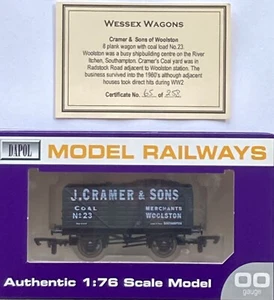 WESSEX WAGONS
Cramer & Sons of Woolston
8 plank wagon with coal load No.23
Woolston was a busy shipbuilding centre on the River
Itchen, Southampton. Cramer's Coal yard was in
Radstock Road adjacent to Woolston station. The
business survived into the 1960's although adjacent
houses took direct hits during
WW2
Certificate No. 65 of 252
DAPOL
MODEL RAILWAYS
J.CRAMER & SONS
COAL MERCHANTS
No.23 WOOLSTON
SOUTHAMPTON
Authentic 1:76 Scale Model
OO
gauge